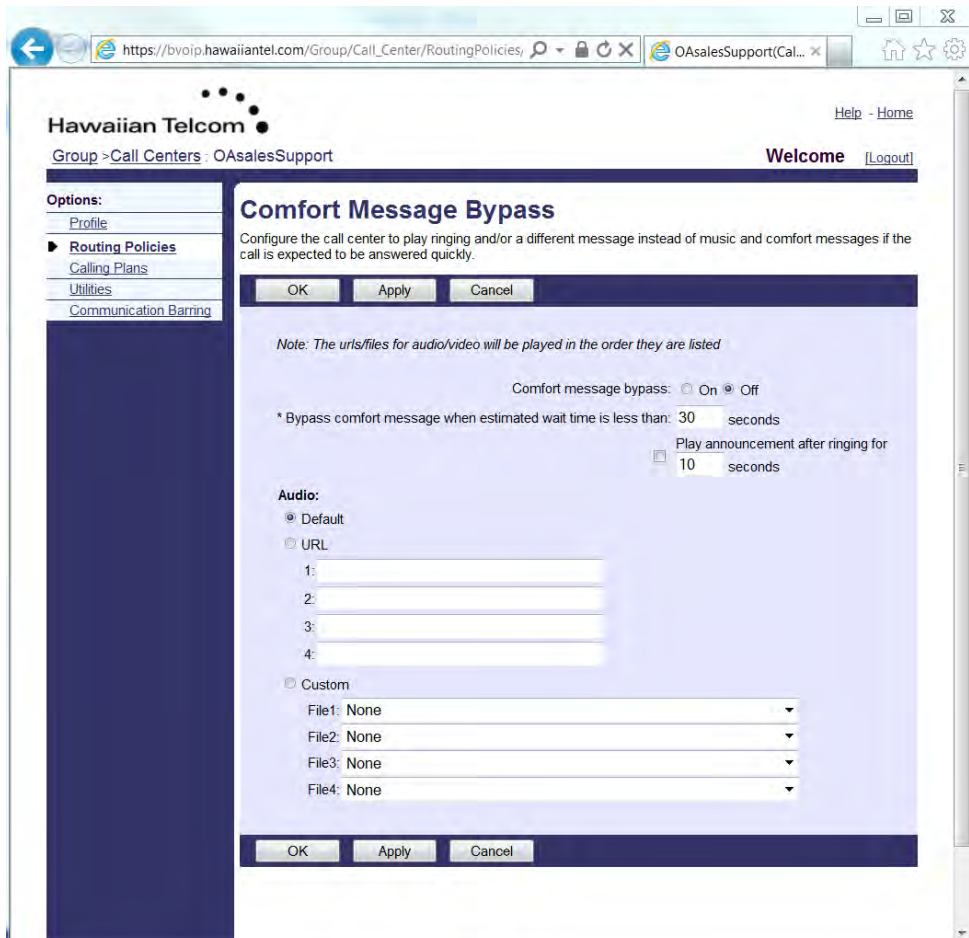 https://bvoip.hawaiiantel.com/Group/Call_Center/RoutingPolicies/
OAsalesSupport(Cal...
Hawaiian Telcom
Help - Home
Group >Call Centers : OAsalesSupport
Welcome [Logout]
Options:
Profile
Routing Policies
Calling Plans
Utilities
Communication Barring
Comfort Message Bypass
Configure the call center to play ringing and/or a different message instead of music and comfort messages if the
call is expected to be answered quickly.
OK Apply Cancel
Note: The urls/files for audio/video will be played in the order they are listed
Comfort message bypass: On Off
* Bypass comfort message when estimated wait time is less than: 30 seconds
Play announcement after ringing for
10 seconds
Audio:
Default
URL
1:
2:
3:
4:
Custom
File1: None
File2: None
File3: None
File4: None
OK Apply Cancel